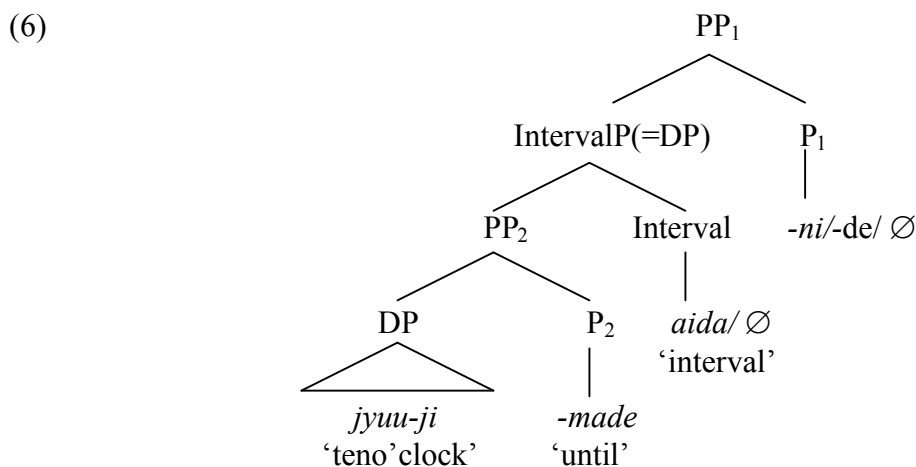 (6) PP₁
IntervalP(=DP) P₁
PP₂ Interval -ni/-de/ ∅
DP P₂ aida/ ∅
‘interval’
jyuu-ji -made
‘teno’clock’ ‘until’